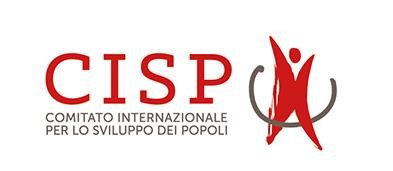 CISP
COMITATO INTERNAZIONALE
PER LO SVILUPPO DEI POPOLI